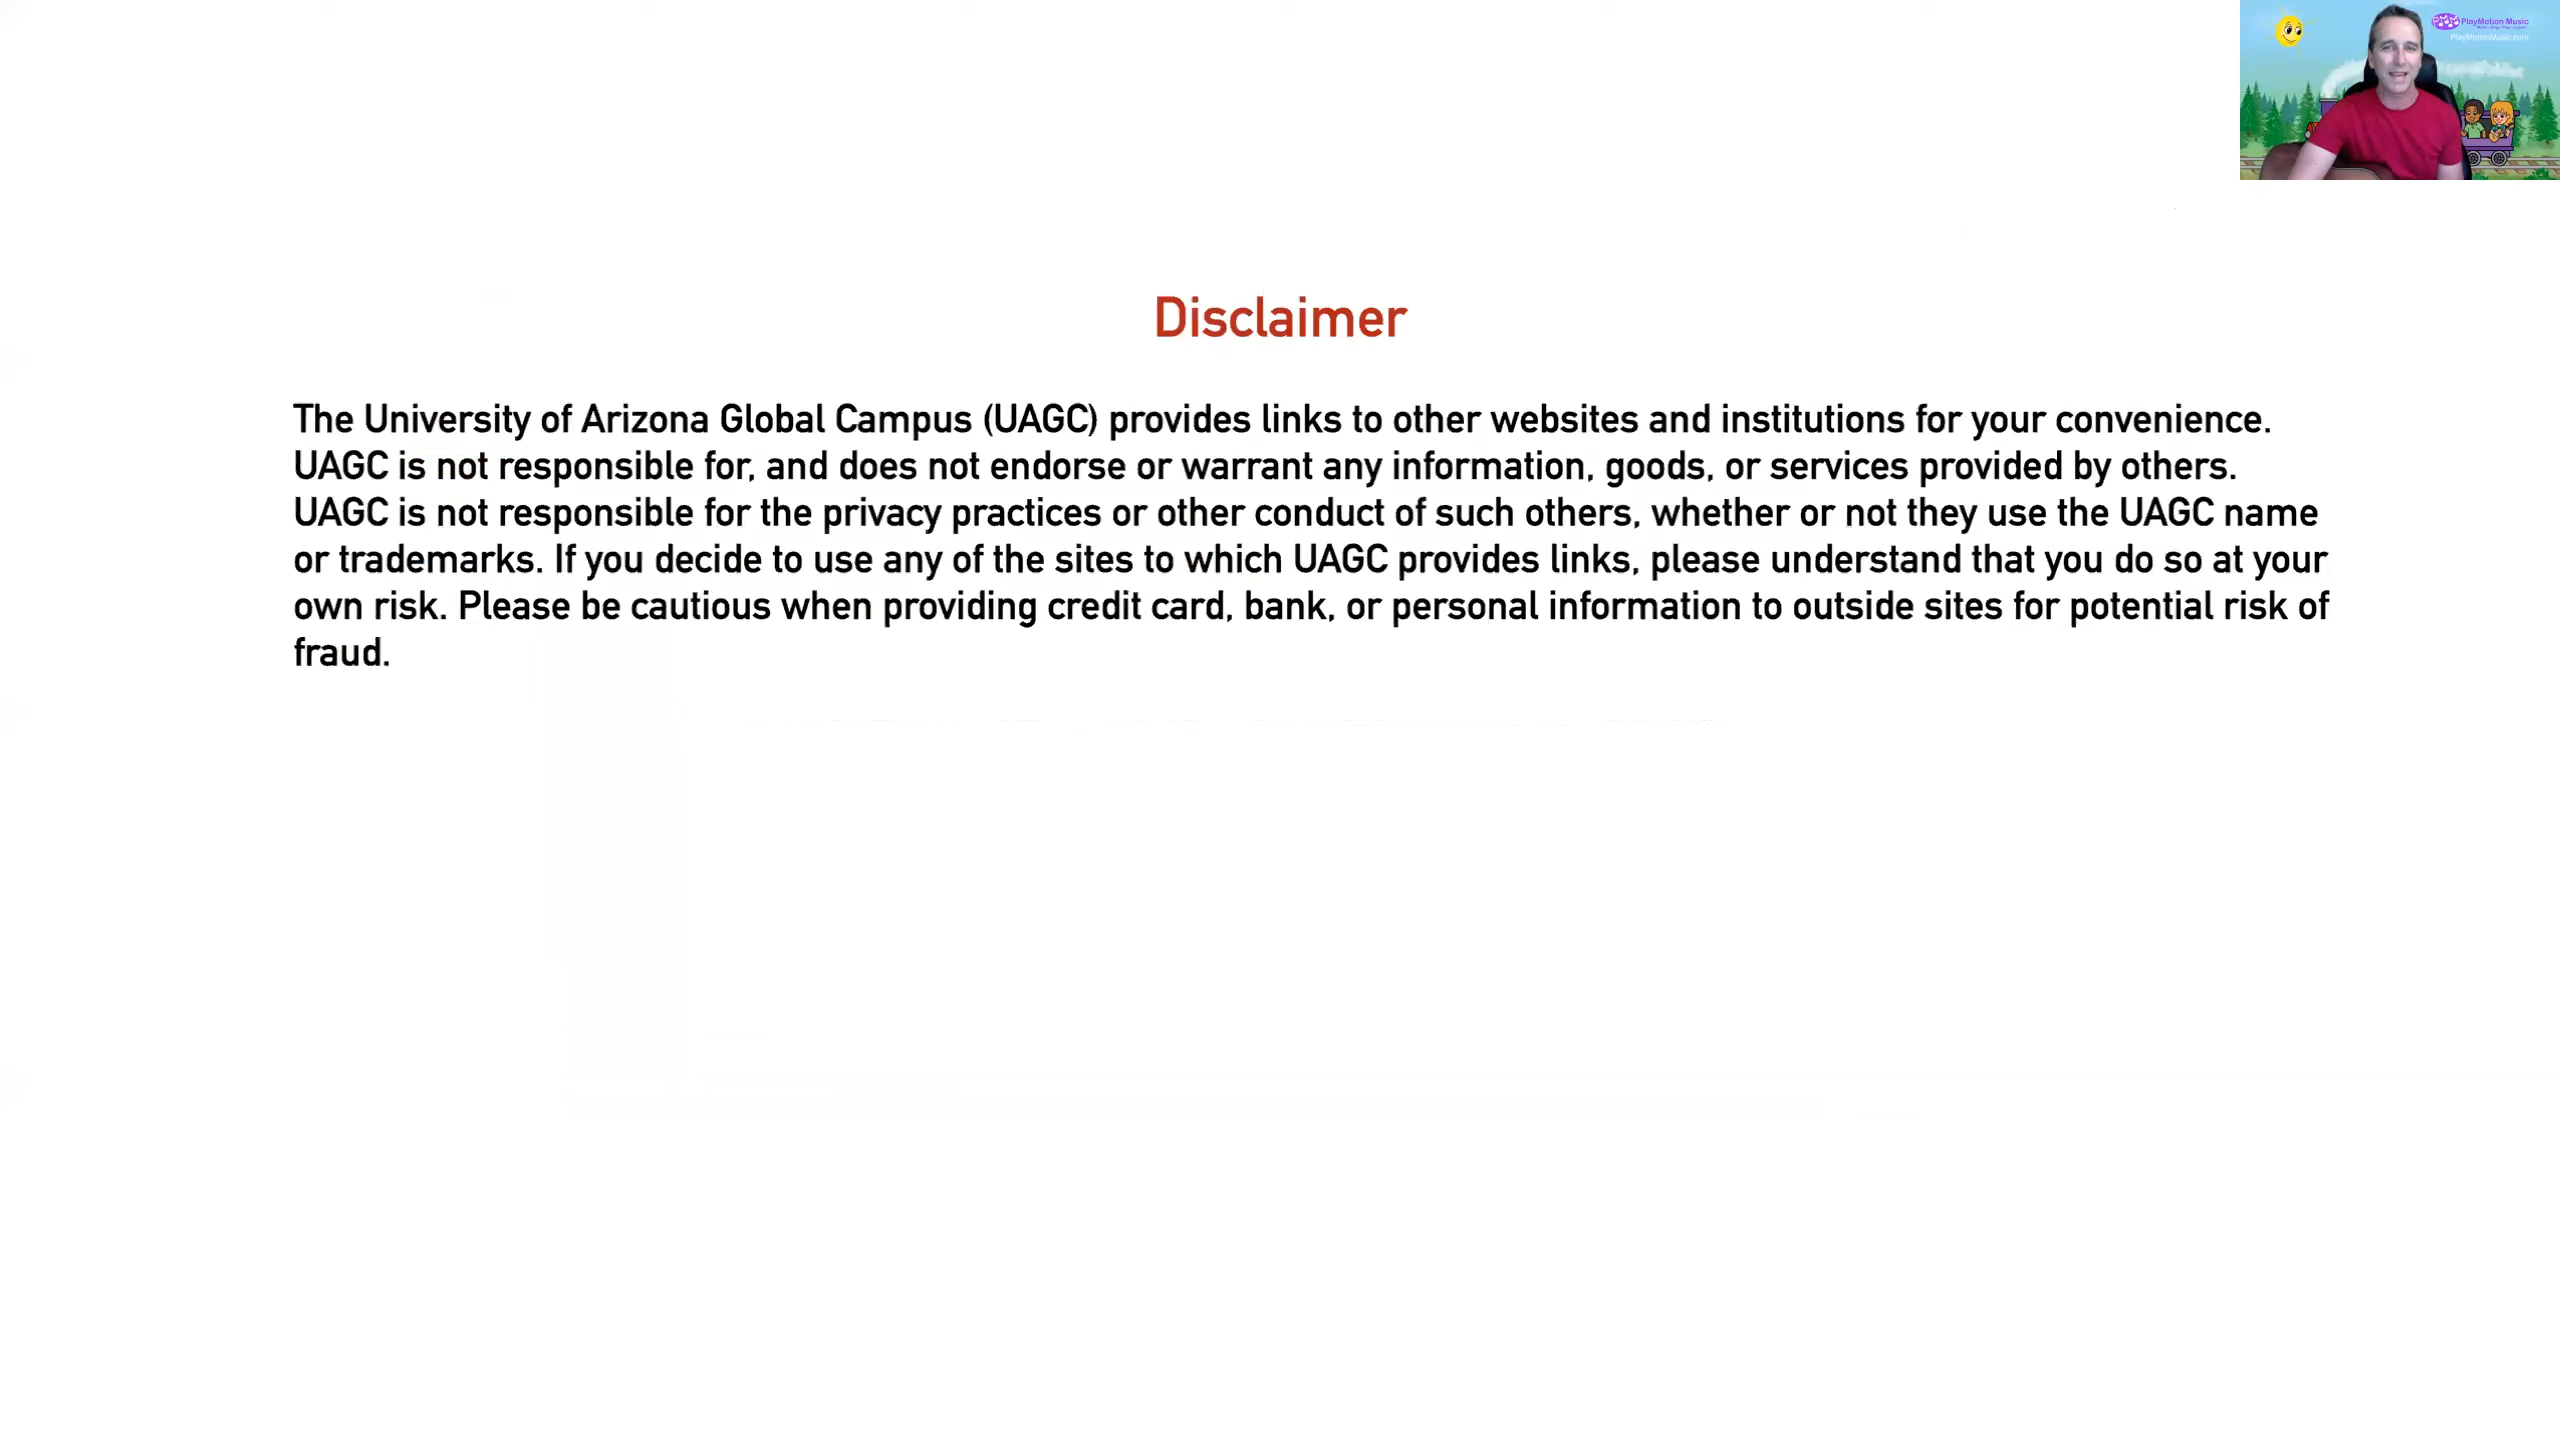 PlayMotion Music
PlayMotionMusic.com
Disclaimer
The University of Arizona Global Campus (UAGC) provides links to other websites and institutions for your convenience.
UAGC is not responsible for, and does not endorse or warrant any information, goods, or services provided by others.
UAGC is not responsible for the privacy practices or other conduct of such others, whether or not they use the UAGC name
or trademarks. If you decide to use any of the sites to which UAGC provides links, please understand that you do so at your
own risk. Please be cautious when providing credit card, bank, or personal information to outside sites for potential risk of
fraud.